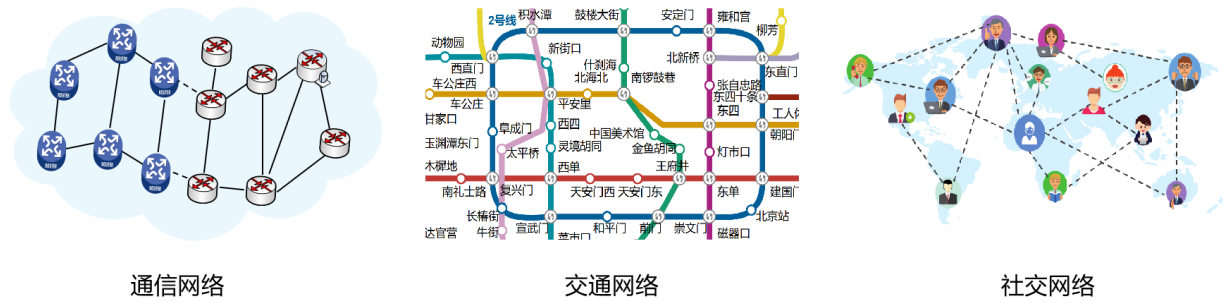 ROUTER
ROUTER
ROUTER
ROUTER
ROUTER
ROUTER
积水潭
鼓楼大街
安定门
雍和宫
2号线
柳芳
动物园
新街口
什刹海
北新桥
西直门
北海北
南锣鼓巷
东直门
车公庄西
张自忠路
东四十条
车公庄
平安里
东四
工人体
甘家口
阜成门
西四
中国美术馆
朝阳门
玉渊潭东门
太平桥
灵境胡同
金鱼胡同
灯市口
木樨地
西单
王府井
南礼士路
复兴门
天安门西
天安门东
东单
建国门
长椿街
北京站
达官营
牛街
宣武门
和平门
前门
崇文门
菜市口
磁器口
通信网络
交通网络
社交网络